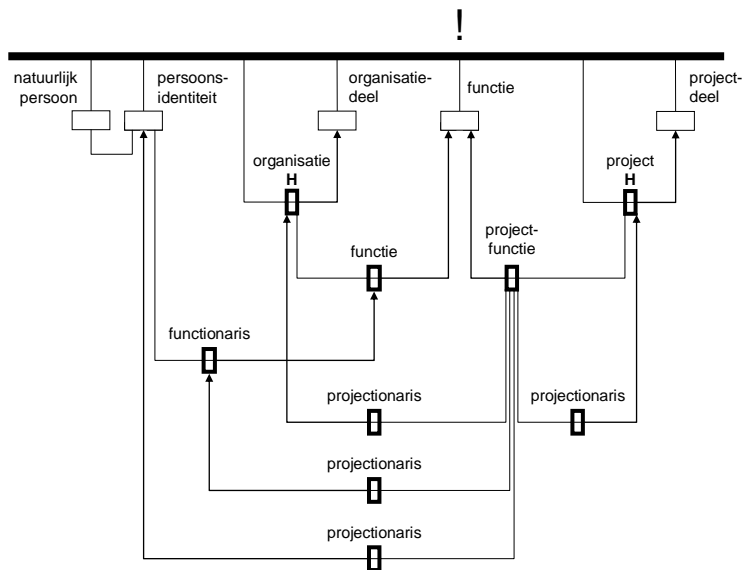 !
natuurlijk
persoon
persoons-
identiteit
organisatie-
deel
functie
project-
deel
organisatie
H
project
H
project-
functie
functie
functionaris
projectionaris
projectionaris
projectionaris
projectionaris